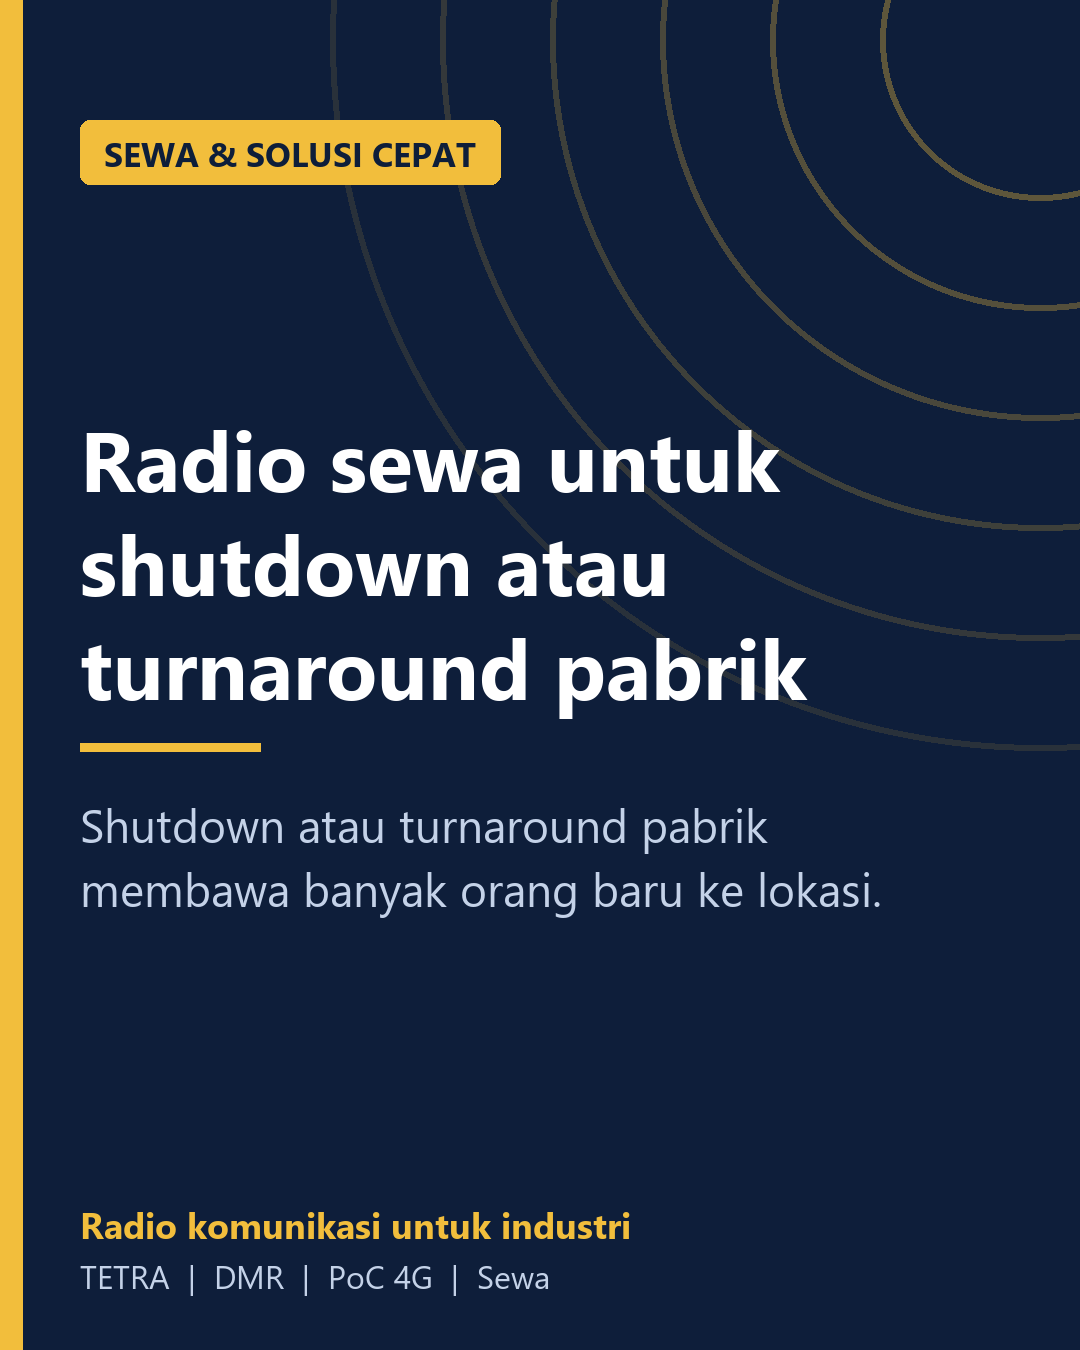 SEWA & SOLUSI CEPAT
Radio sewa untuk
shutdown atau
turnaround pabrik
Shutdown atau turnaround pabrik
membawa banyak orang baru ke lokasi.
Radio komunikasi untuk industri
TETRA | DMR | PoC 4G | Sewa